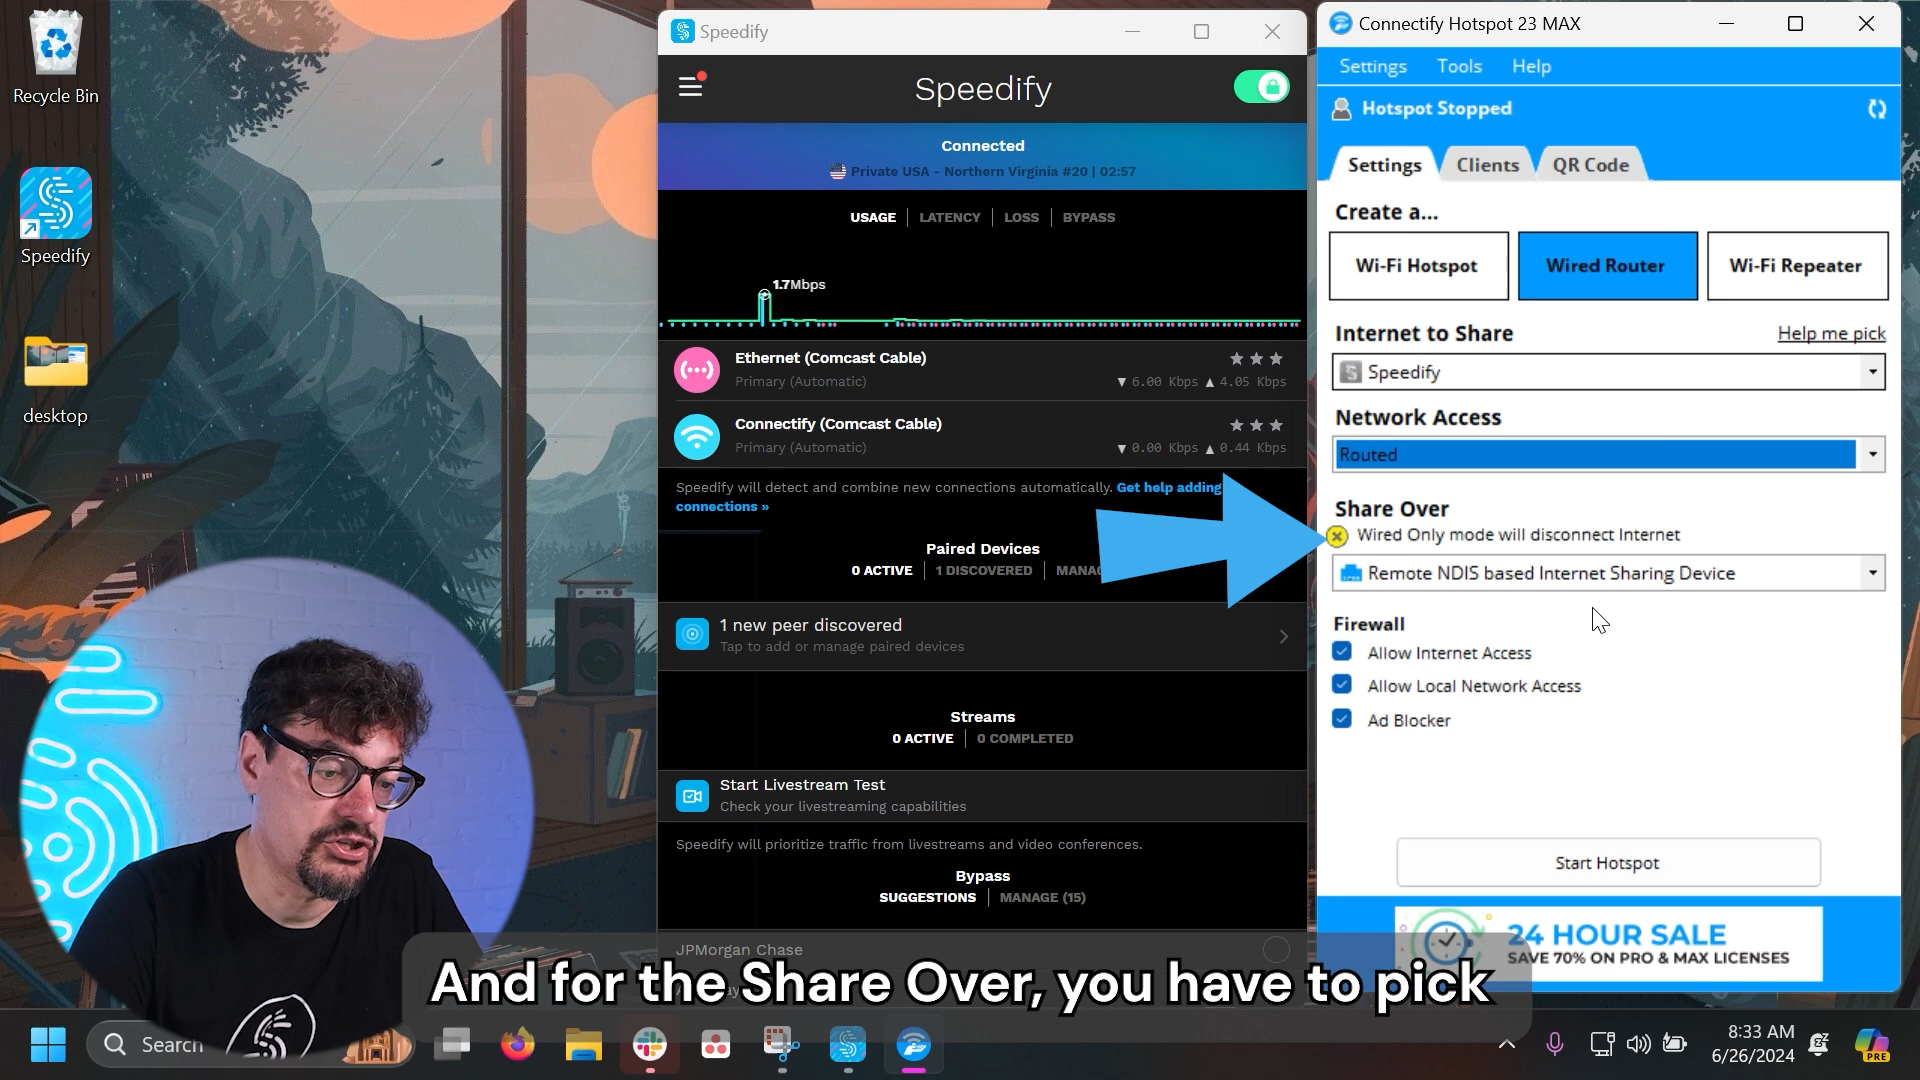 Recycle Bin
Speedify
desktop
Speedify
Speedify
Connected
Private USA - Northern Virginia #20 | 02:57
USAGE
LATENCY
LOSS
BYPASS
1.7Mbps
Ethernet (Comcast Cable)
Primary (Automatic)
▼ 6.00 Kbps ▲ 4.05 Kbps
Connectify (Comcast Cable)
Primary (Automatic)
▼ 0.00 Kbps ▲ 0.44 Kbps
Speedify will detect and combine new connections automatically. Get help adding
connections »
Paired Devices
0 ACTIVE
1 DISCOVERED
MANA
1 new peer discovered
Tap to add or manage paired devices
Streams
0 ACTIVE
0 COMPLETED
Start Livestream Test
Check your livestreaming capabilities
Speedify will prioritize traffic from livestreams and video conferences.
Bypass
SUGGESTIONS
MANAGE (15)
JPMorgan Chase
Connectify Hotspot 23 MAX
Settings
Tools
Help
Hotspot Stopped
Settings
Clients
QR Code
Create a...
Wi-Fi Hotspot
Wired Router
Wi-Fi Repeater
Internet to Share
Help me pick
Speedify
Network Access
Routed
Share Over
Wired Only mode will disconnect Internet
Remote NDIS based Internet Sharing Device
Firewall
Allow Internet Access
Allow Local Network Access
Ad Blocker
Start Hotspot
24 HOUR SALE
SAVE 70% ON PRO & MAX LICENSES
And for the Share Over, you have to pick
Search
8:33 AM
6/26/2024
PRE